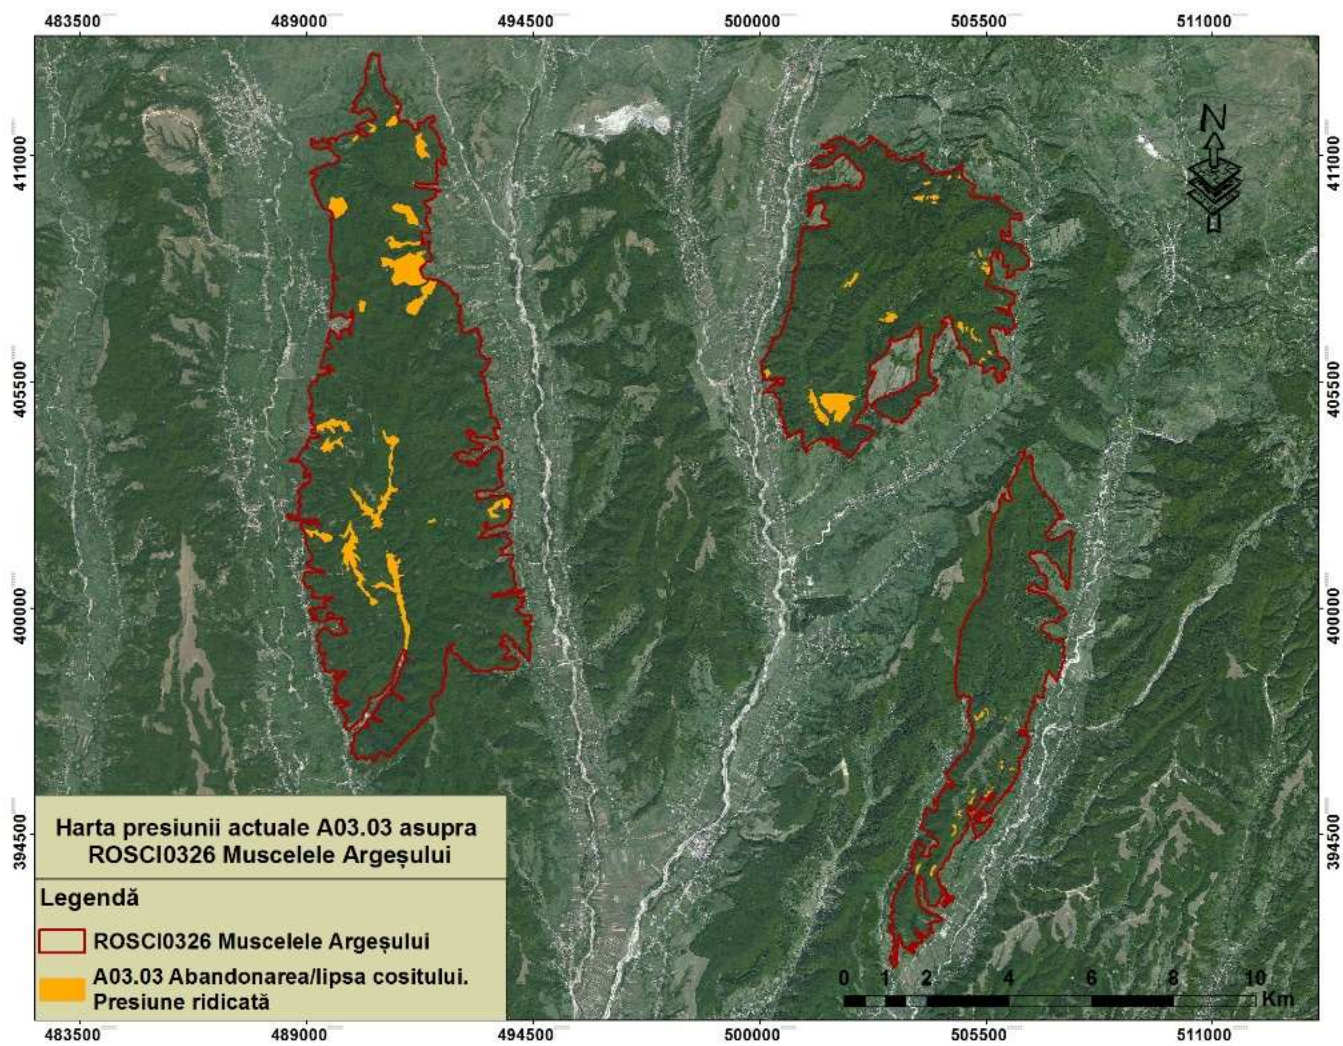 483500 489000 494500 500000 505500 511000
N
411000 411000
405500 405500
400000 400000
394500 394500
Harta presiunii actuale A03.03 asupra
ROSCI0326 Muscelele Argeșului
Legendă
ROSCI0326 Muscelele Argeșului
A03.03 Abandonarea/lipsa cositului.
Presiune ridicată
0 1 2 4 6 8 10
Km
483500 489000 494500 500000 505500 511000